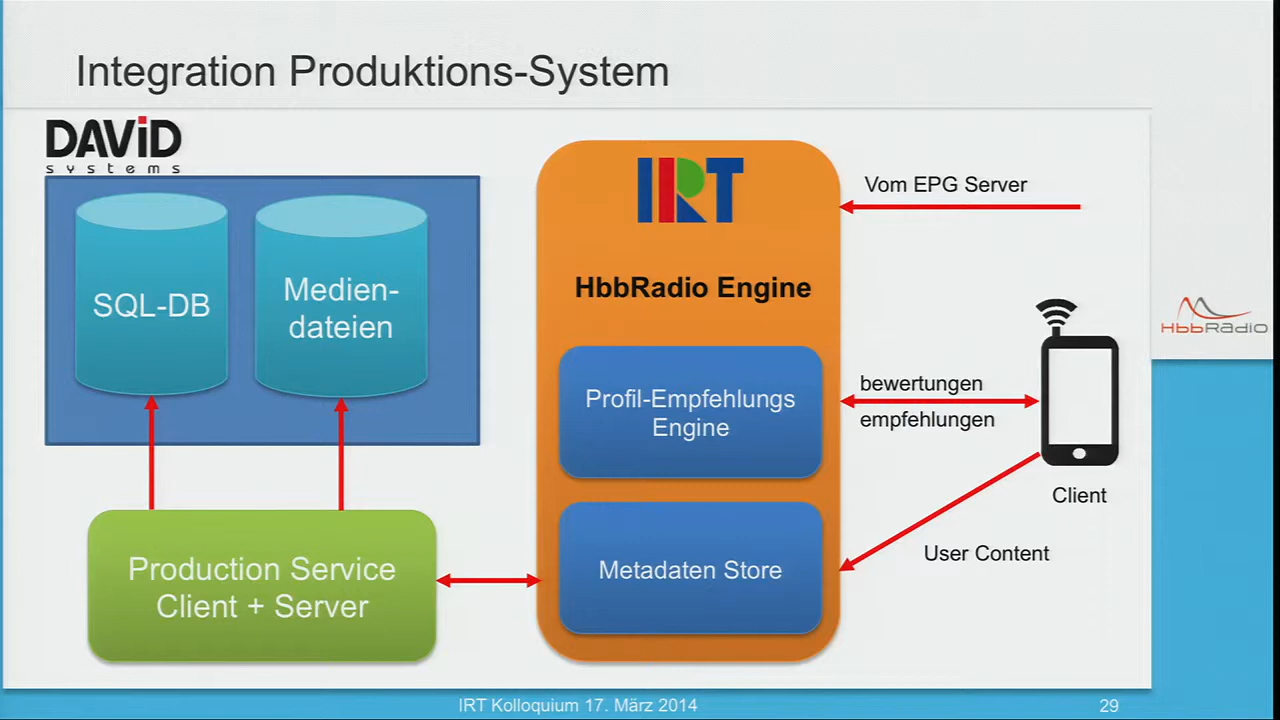 Integration Produktions-System
DAViD
systems
SQL-DB
Medien-
dateien
Production Service
Client + Server
IRT
HbbRadio Engine
Profil-Empfehlungs
Engine
Metadaten Store
Vom EPG Server
bewertungen
empfehlungen
Client
User Content
HbbRadio
IRT Kolloquium 17. März 2014
29